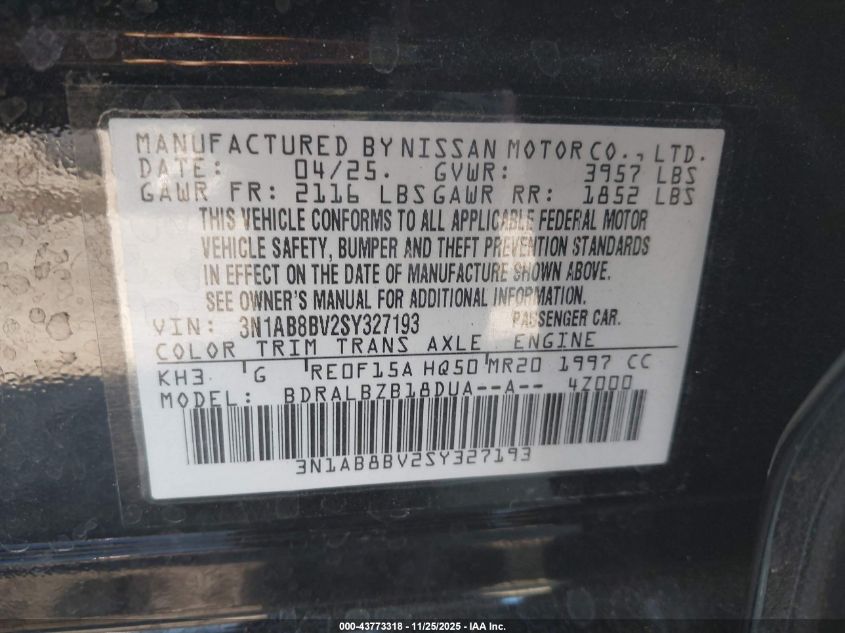 MANUFACTURED BY NISSAN MOTOR CO., LTD.
DATE: 04/25. GVWR: 3957 LBS
GAWR FR: 2116 LBS GAWR RR: 1852 LBS
THIS VEHICLE CONFORMS TO ALL APPLICABLE FEDERAL MOTOR
VEHICLE SAFETY, BUMPER AND THEFT PREVENTION STANDARDS
IN EFFECT ON THE DATE OF MANUFACTURE SHOWN ABOVE.
SEE OWNER'S MANUAL FOR ADDITIONAL INFORMATION.
VIN: 3N1AB8BV2SY327193 PASSENGER CAR.
COLOR TRIM TRANS AXLE ENGINE
KH3 G RE0F15A HQ50 MR20 1997 CC
MODEL: BDRALBZB18DUA--A-- 4Z000
3N1AB8BV2SY327193
000-43773318 - 11/25/2025 - IAA Inc.